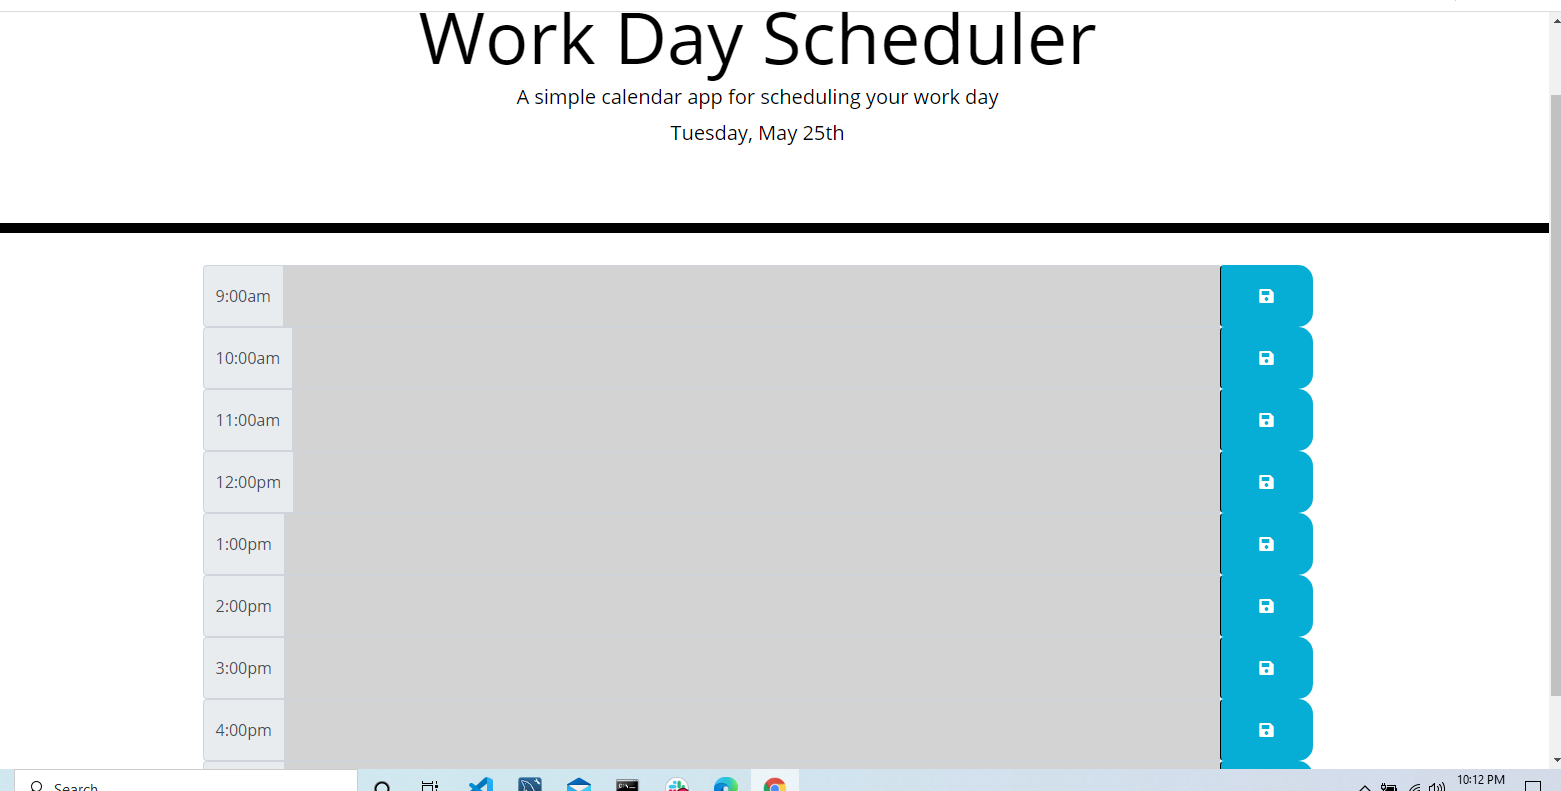 Work Day Scheduler
A simple calendar app for scheduling your work day
Tuesday, May 25th
9:00am
10:00am
11:00am
12:00pm
1:00pm
2:00pm
3:00pm
4:00pm
Search
10:12 PM